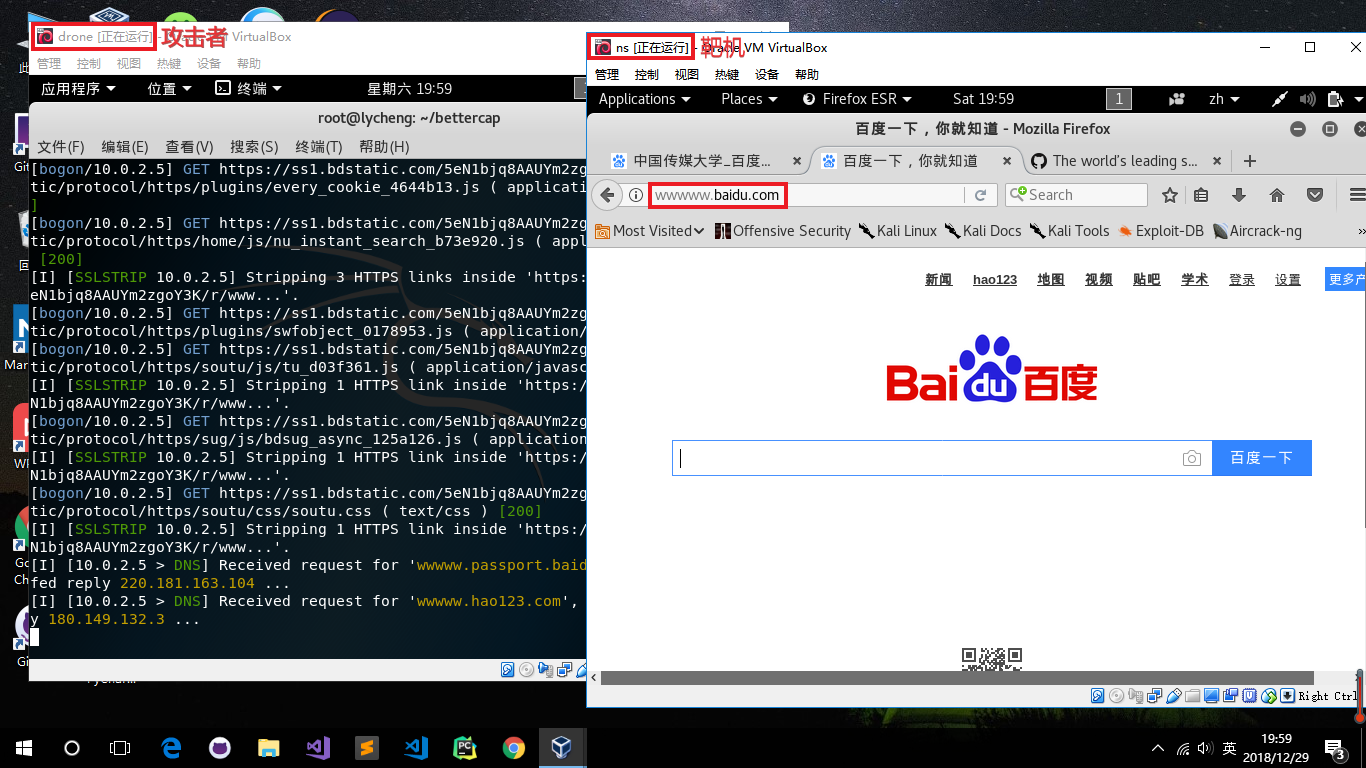 drone [正在运行] - Oracle VM VirtualBox
攻击者
管理 控制 视图 热键 设备 帮助
应用程序 位置 终端 星期六 19:59
root@lycheng: ~/bettercap
文件(F) 编辑(E) 查看(V) 搜索(S) 终端(T) 帮助(H)
[bogon/10.0.2.5] GET https://ss1.bdstatic.com/5eN1bjq8AAUYm2zg
tic/protocol/https/plugins/every_cookie_4644b13.js ( applicati
]
[bogon/10.0.2.5] GET https://ss1.bdstatic.com/5eN1bjq8AAUYm2zg
tic/protocol/https/home/js/nu_instant_search_b73e920.js ( appl
[200]
[I] [SSLSTRIP 10.0.2.5] Stripping 3 HTTPS links inside 'https:
eN1bjq8AAUYm2zgoY3K/r/www...'.
[bogon/10.0.2.5] GET https://ss1.bdstatic.com/5eN1bjq8AAUYm2zg
tic/protocol/https/plugins/swfobject_0178953.js ( application/
[bogon/10.0.2.5] GET https://ss1.bdstatic.com/5eN1bjq8AAUYm2zg
tic/protocol/https/soutu/js/tu_d03f361.js ( application/javasc
[I] [SSLSTRIP 10.0.2.5] Stripping 1 HTTPS link inside 'https:/
N1bjq8AAUYm2zgoY3K/r/www...'.
[bogon/10.0.2.5] GET https://ss1.bdstatic.com/5eN1bjq8AAUYm2zg
tic/protocol/https/sug/js/bdsug_async_125a126.js ( application
[I] [SSLSTRIP 10.0.2.5] Stripping 1 HTTPS link inside 'https:/
N1bjq8AAUYm2zgoY3K/r/www...'.
[bogon/10.0.2.5] GET https://ss1.bdstatic.com/5eN1bjq8AAUYm2zg
tic/protocol/https/soutu/css/soutu.css ( text/css ) [200]
[I] [SSLSTRIP 10.0.2.5] Stripping 1 HTTPS link inside 'https:/
N1bjq8AAUYm2zgoY3K/r/www...'.
[I] [10.0.2.5 > DNS] Received request for 'wwwww.passport.baid
fed reply 220.181.163.104 ...
[I] [10.0.2.5 > DNS] Received request for 'wwwww.hao123.com',
y 180.149.132.3 ...
ns [正在运行] - Oracle VM VirtualBox
靶机
管理 控制 视图 热键 设备 帮助
Applications Places Firefox ESR Sat 19:59 1 zh
百度一下，你就知道 - Mozilla Firefox
中国传媒大学_百度... 百度一下，你就知道 The world's leading s...
wwwwww.baidu.com Search
Most Visited Offensive Security Kali Linux Kali Docs Kali Tools Exploit-DB Aircrack-ng
新闻 hao123 地图 视频 贴吧 学术 登录 设置 更多产
Bai du 百度
百度一下
Right Ctrl
英 19:59
2018/12/29
3